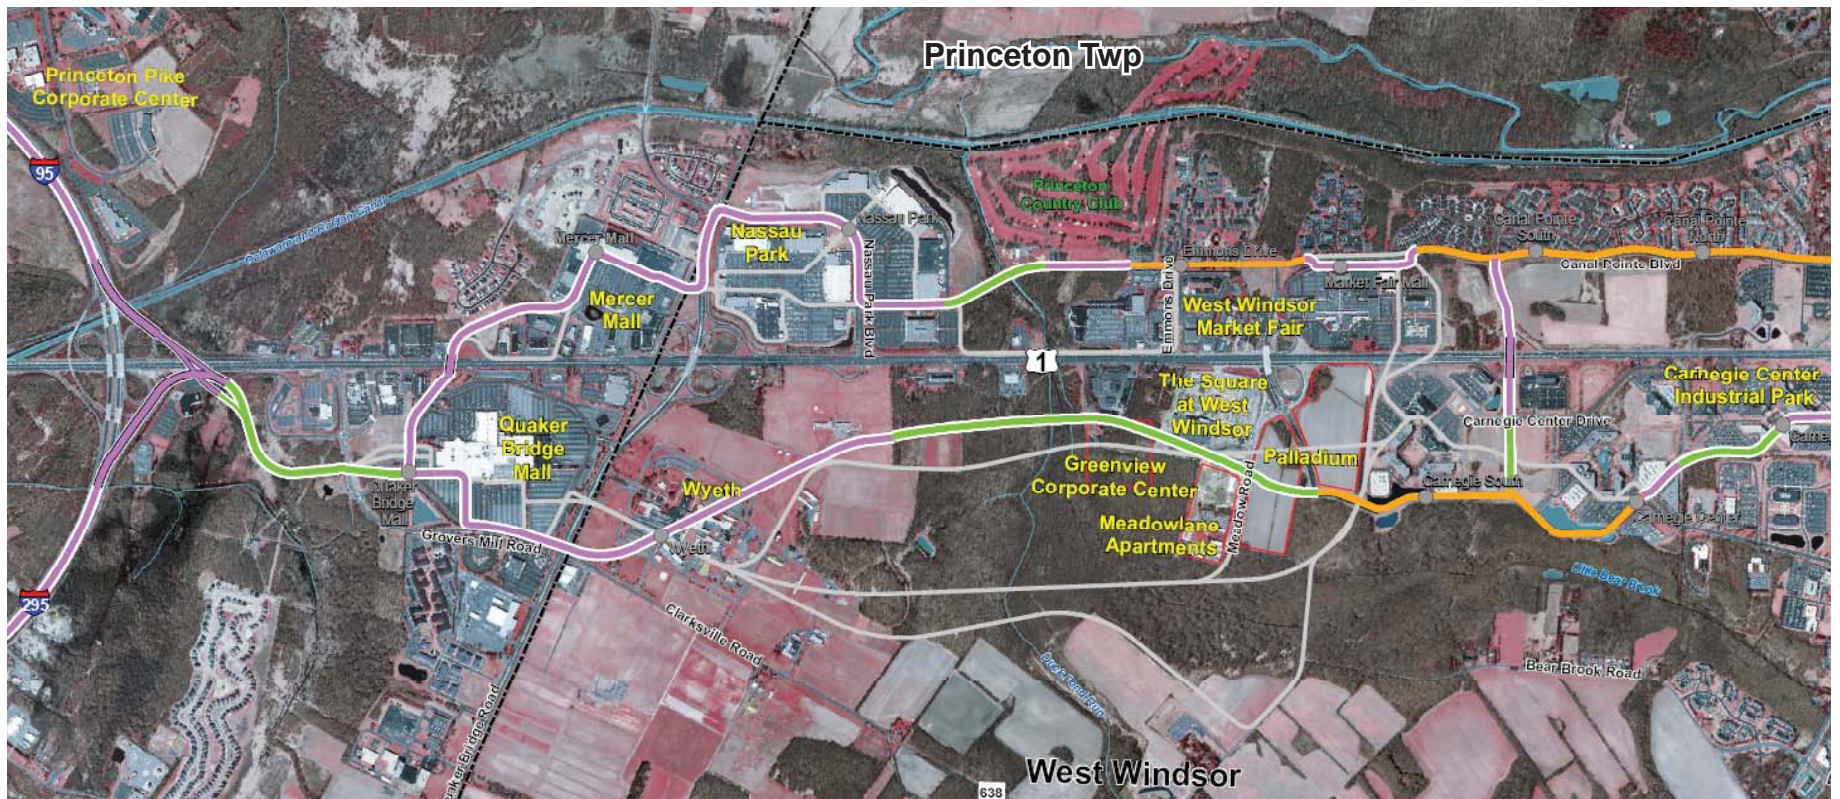 Princeton Twp
Princeton Pike
Corporate Center
95
Delaware and Raritan Canal
Princeton
Country Club
Nassau Park
Nassau
Park
Mercer Mall
Mercer
Mall
Nassau Park Blvd
Emmons Drive
Emmons Drive
Canal Pointe
South
Canal Pointe
North
Canal Pointe Blvd
Market Fair Mall
West Windsor
Market Fair
1
The Square
at West
Windsor
Carnegie Center
Industrial Park
Carnegie Center Drive
Quaker
Bridge
Mall
Quaker
Bridge
Mall
Wyeth
Wyeth
Greenview
Corporate Center
Palladium
Carnegie South
Carnegie Center
Meadow Road
Meadowlane
Apartments
Grovers Mill Road
295
Little Bear Brook
Clarksville Road
Duck Pond Run
Bear Brook Road
Quaker Bridge Road
West Windsor
638